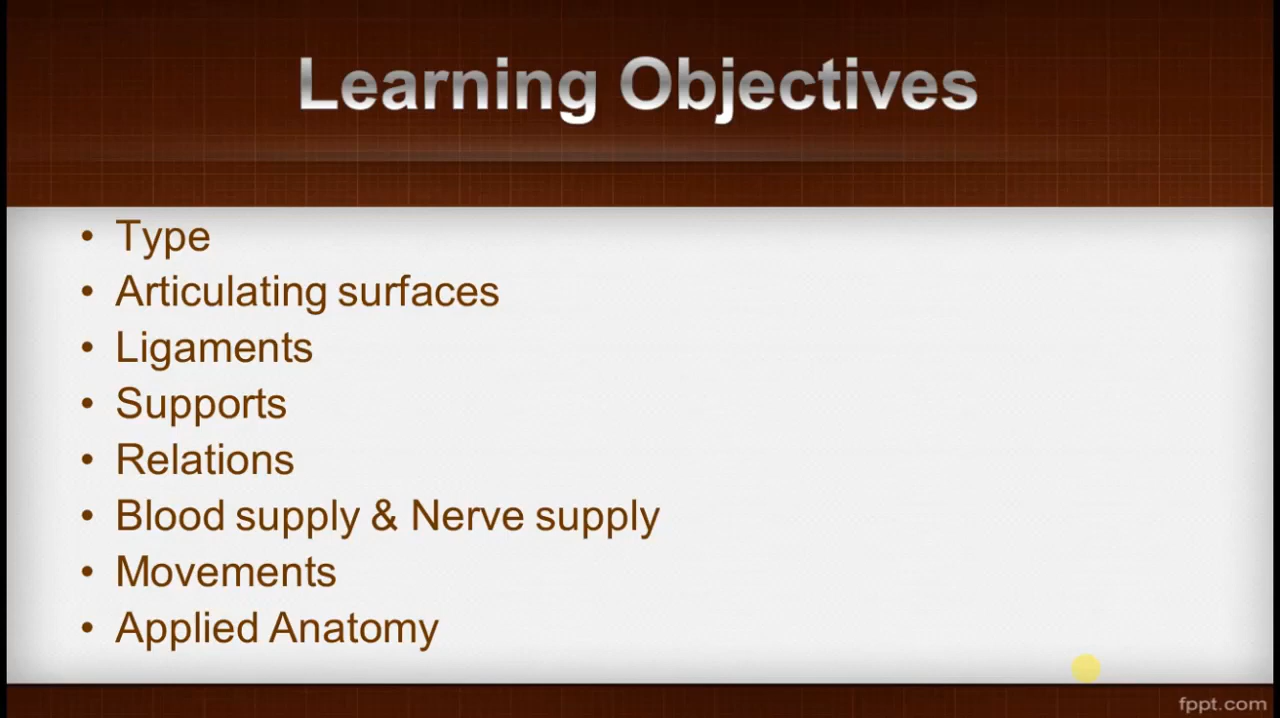 Learning Objectives
• Type
• Articulating surfaces
• Ligaments
• Supports
• Relations
• Blood supply & Nerve supply
• Movements
• Applied Anatomy
fppt.com